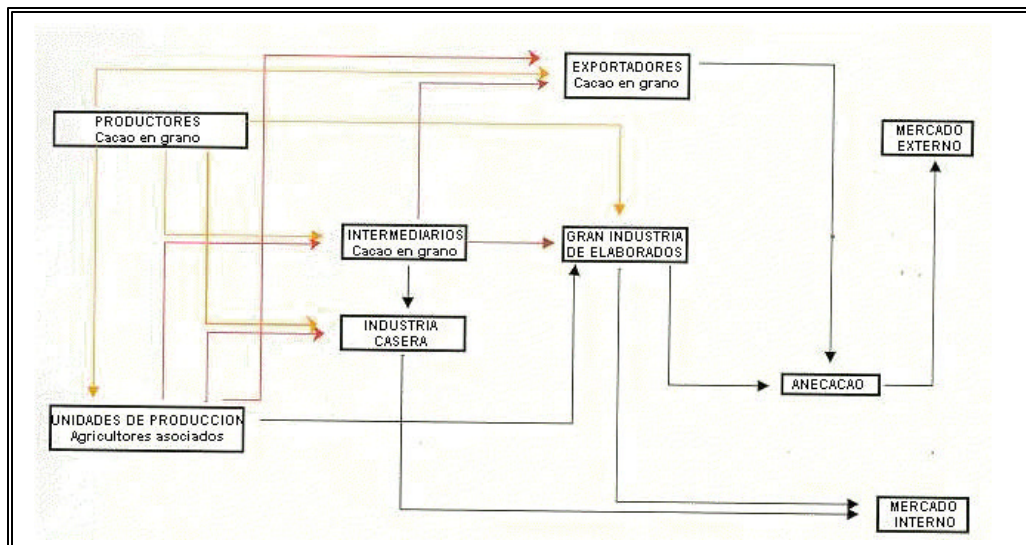 EXPORTADORES
Cacao en grano
PRODUCTORES
Cacao en grano
MERCADO
EXTERNO
INTERMEDIARIOS
Cacao en grano
GRAN INDUSTRIA
DE ELABORADOS
INDUSTRIA
CASERA
ANECACAO
UNIDADES DE PRODUCCION
Agricultores asociados
MERCADO
INTERNO